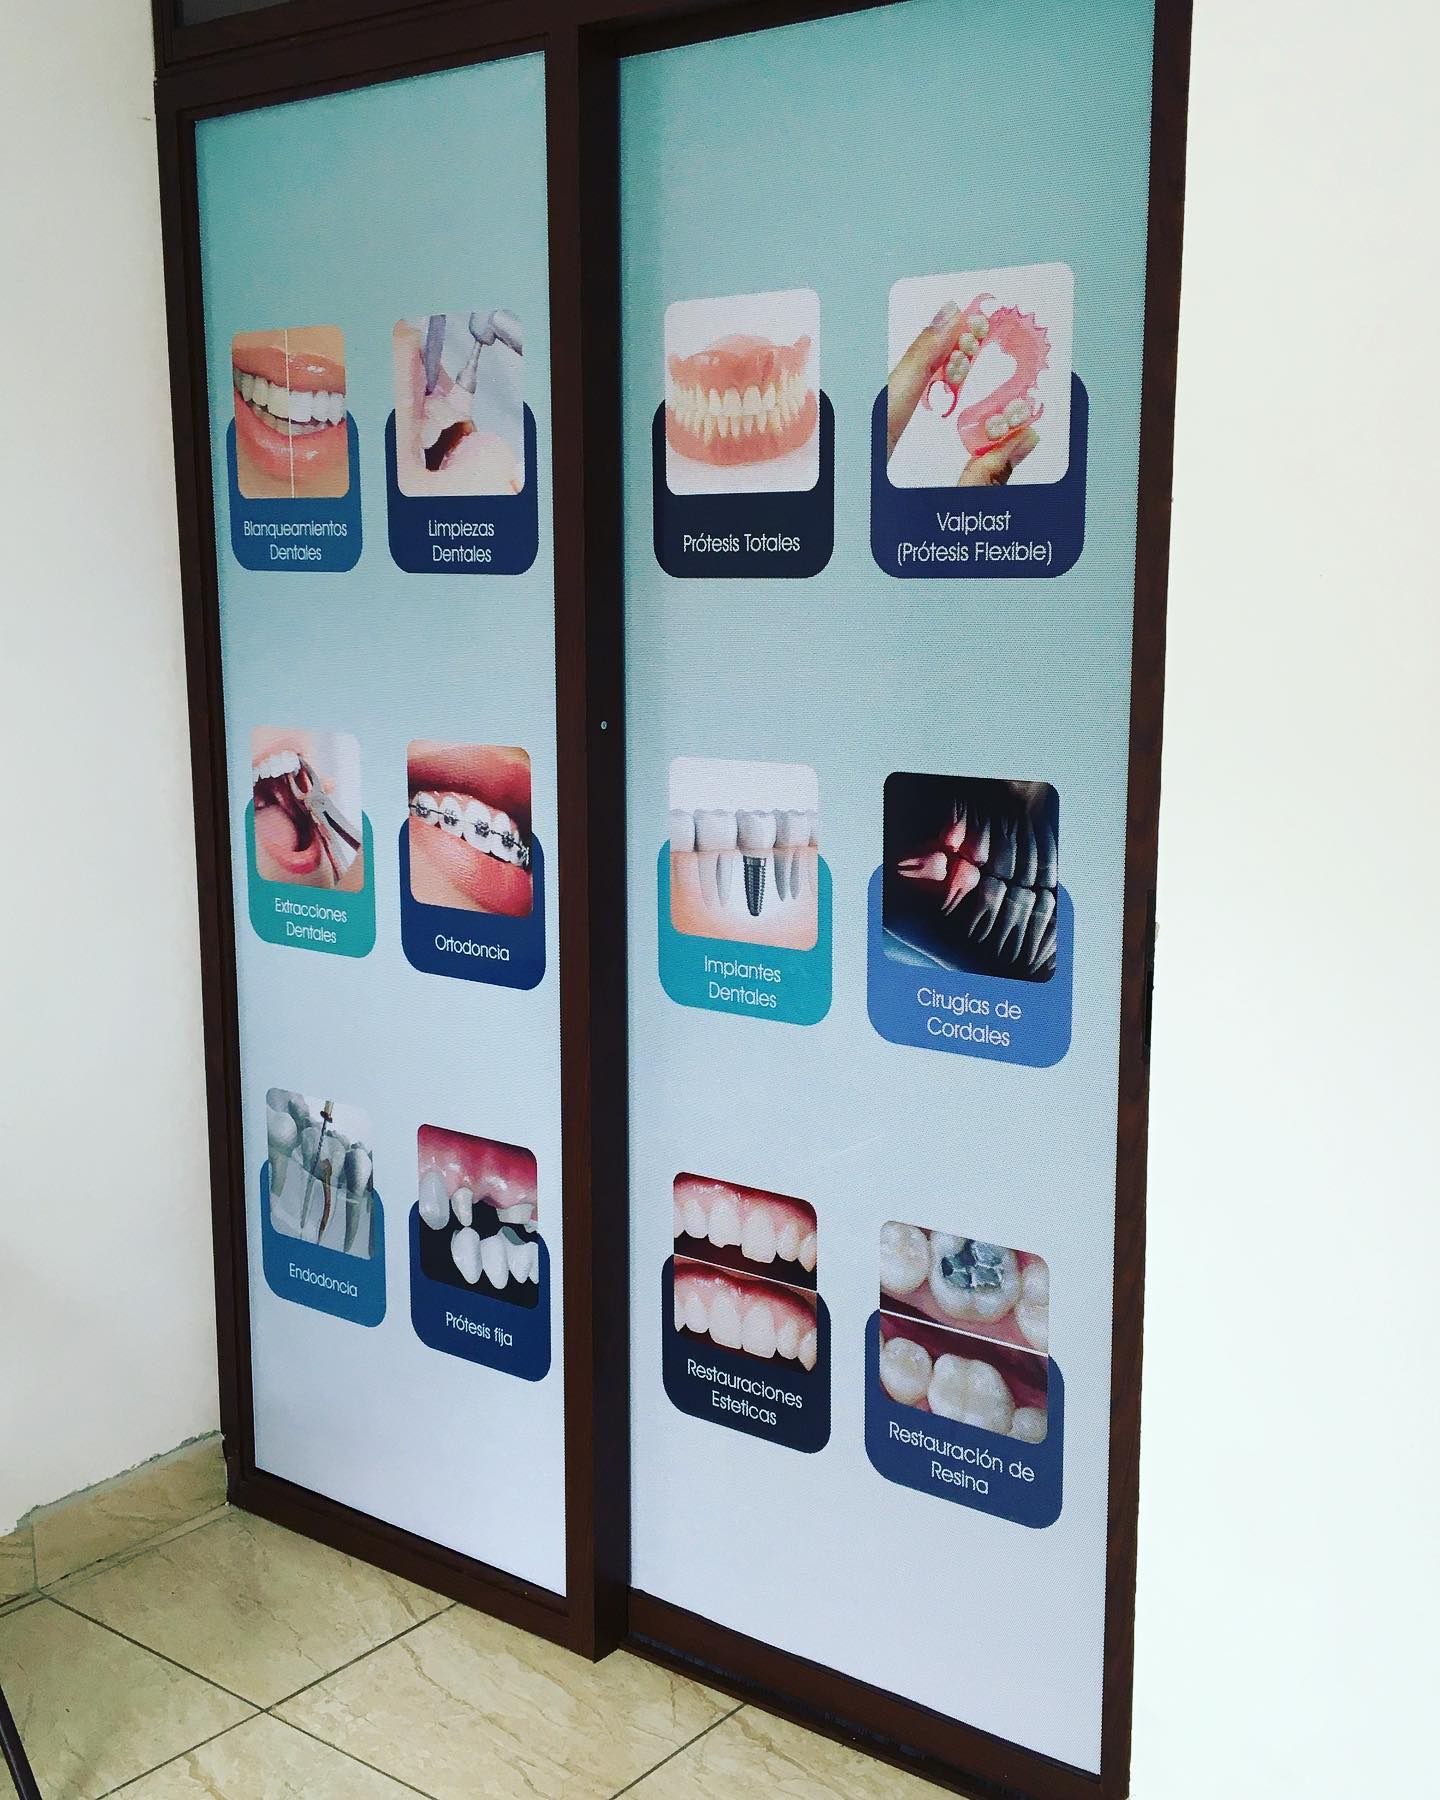 Blanqueamientos
Dentales
Limpiezas
Dentales
Prótesis Totales
Valplast
(Prótesis Flexible)
Extracciones
Dentales
Ortodoncia
Implantes
Dentales
Cirugías de
Cordales
Endodoncia
Prótesis fija
Restauraciones
Esteticas
Restauración de
Resina